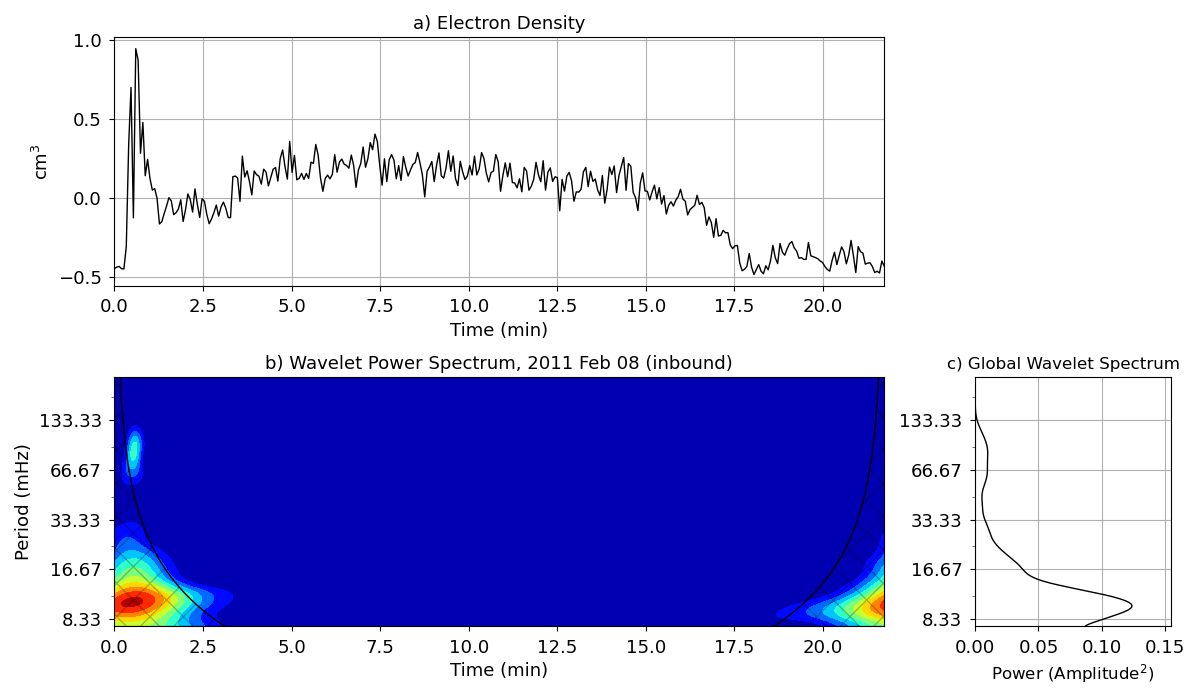 a) Electron Density
1.0
0.5
0.0
−0.5
cm³
0.0 2.5 5.0 7.5 10.0 12.5 15.0 17.5 20.0
Time (min)
b) Wavelet Power Spectrum, 2011 Feb 08 (inbound)
133.33
66.67
33.33
16.67
8.33
Period (mHz)
0.0 2.5 5.0 7.5 10.0 12.5 15.0 17.5 20.0
Time (min)
c) Global Wavelet Spectrum
133.33
66.67
33.33
16.67
8.33
0.00 0.05 0.10 0.15
Power (Amplitude²)